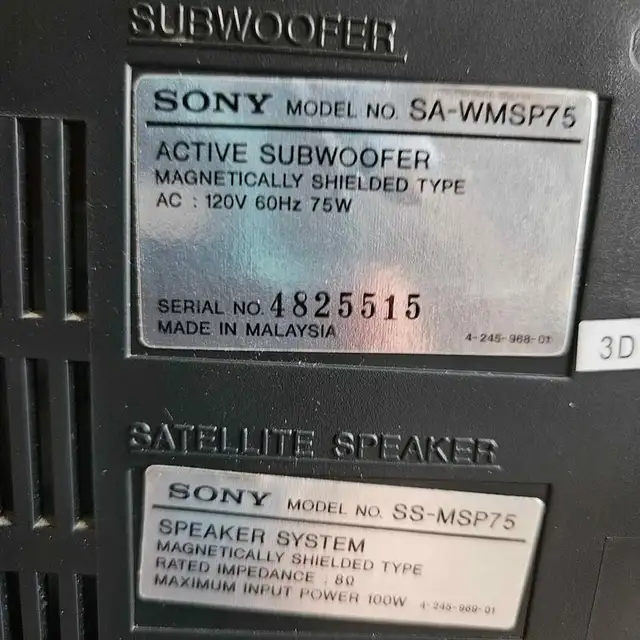 SUBWOOFER
SONY MODEL NO. SA-WMSP75
ACTIVE SUBWOOFER
MAGNETICALLY SHIELDED TYPE
AC : 120V 60Hz 75W
SERIAL NO. 4825515
MADE IN MALAYSIA
4-245-968-01
3D
SATELLITE SPEAKER
SONY MODEL NO. SS-MSP75
SPEAKER SYSTEM
MAGNETICALLY SHIELDED TYPE
RATED IMPEDANCE : 8Ω
MAXIMUM INPUT POWER 100W
4-245-969-01